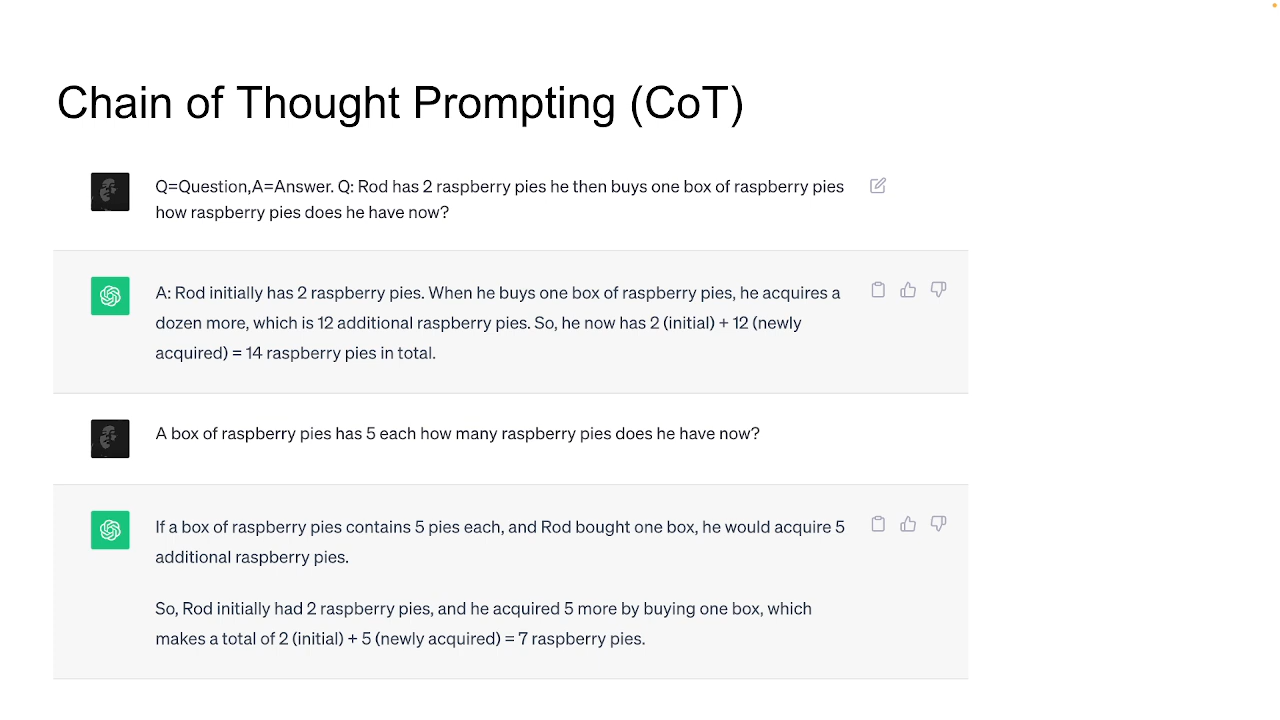 Chain of Thought Prompting (CoT)
Q=Question,A=Answer. Q: Rod has 2 raspberry pies he then buys one box of raspberry pies
how raspberry pies does he have now?
A: Rod initially has 2 raspberry pies. When he buys one box of raspberry pies, he acquires a
dozen more, which is 12 additional raspberry pies. So, he now has 2 (initial) + 12 (newly
acquired) = 14 raspberry pies in total.
A box of raspberry pies has 5 each how many raspberry pies does he have now?
If a box of raspberry pies contains 5 pies each, and Rod bought one box, he would acquire 5
additional raspberry pies.
So, Rod initially had 2 raspberry pies, and he acquired 5 more by buying one box, which
makes a total of 2 (initial) + 5 (newly acquired) = 7 raspberry pies.